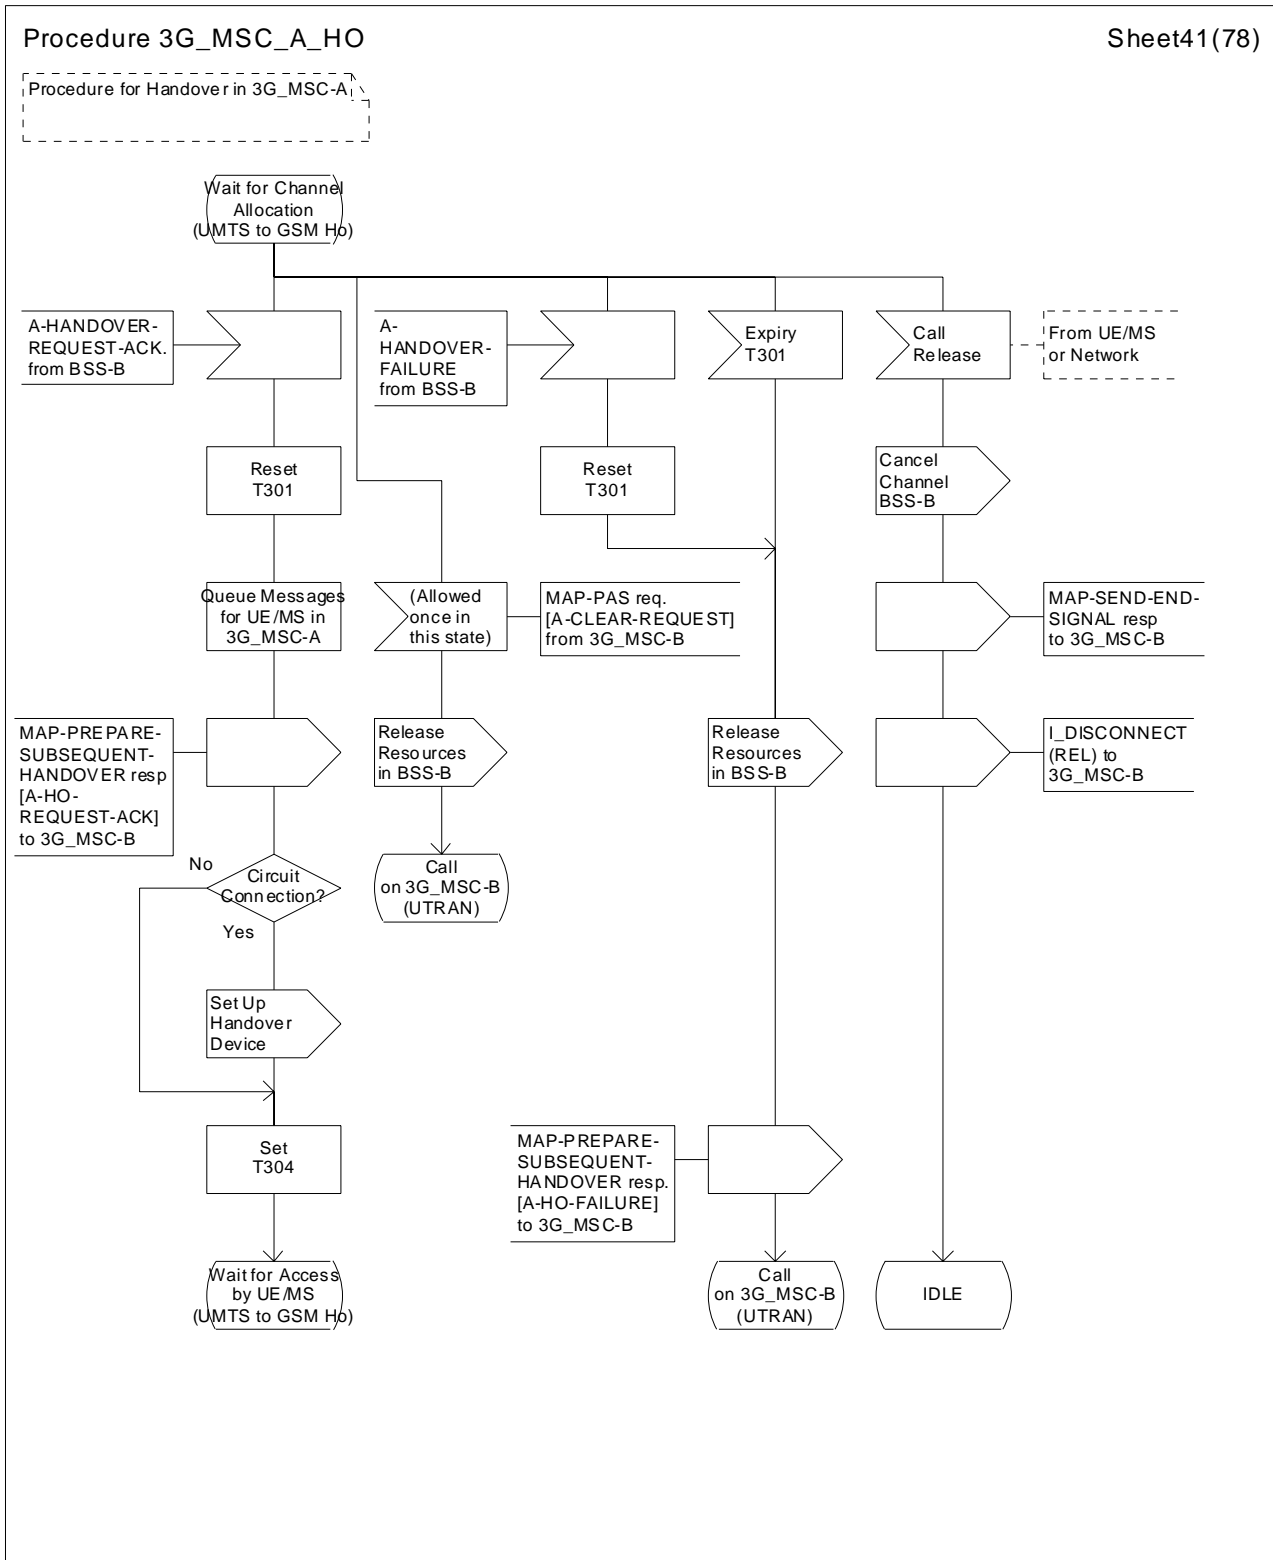 Procedure 3G_MSC_A_HO
Sheet41(78)
Procedure for Handover in 3G_MSC-A
Wait for Channel
Allocation
(UMTS to GSM Ho)
A-HANDOVER-
REQUEST-ACK.
from BSS-B
A-
HANDOVER-
FAILURE
from BSS-B
Expiry
T301
Call
Release
From UE/MS
or Network
Reset
T301
Reset
T301
Cancel
Channel
BSS-B
Queue Messages
for UE/MS in
3G_MSC-A
(Allowed
once in
this state)
MAP-PAS req.
[A-CLEAR-REQUEST]
from 3G_MSC-B
MAP-SEND-END-
SIGNAL resp
to 3G_MSC-B
MAP-PREPARE-
SUBSEQUENT-
HANDOVER resp
[A-HO-
REQUEST-ACK]
to 3G_MSC-B
Release
Resources
in BSS-B
Release
Resources
in BSS-B
I_DISCONNECT
(REL) to
3G_MSC-B
No
Circuit
Connection?
Yes
Call
on 3G_MSC-B
(UTRAN)
Set Up
Handover
Device
Set
T304
MAP-PREPARE-
SUBSEQUENT-
HANDOVER resp.
[A-HO-FAILURE]
to 3G_MSC-B
Wait for Access
by UE/MS
(UMTS to GSM Ho)
Call
on 3G_MSC-B
(UTRAN)
IDLE